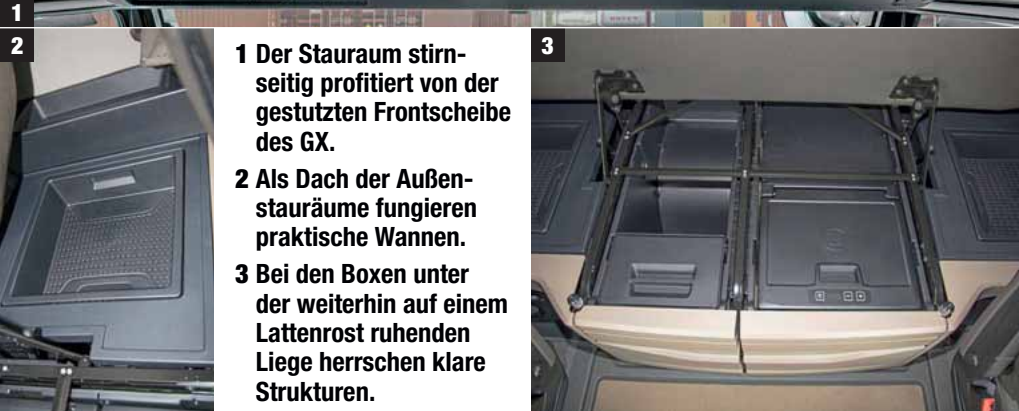 1
2
3
1 Der Stauraum stirn-
seitig profitiert von der
gestutzten Frontscheibe
des GX.
2 Als Dach der Außen-
stauräume fungieren
praktische Wannen.
3 Bei den Boxen unter
der weiterhin auf einem
Lattenrost ruhenden
Liege herrschen klare
Strukturen.